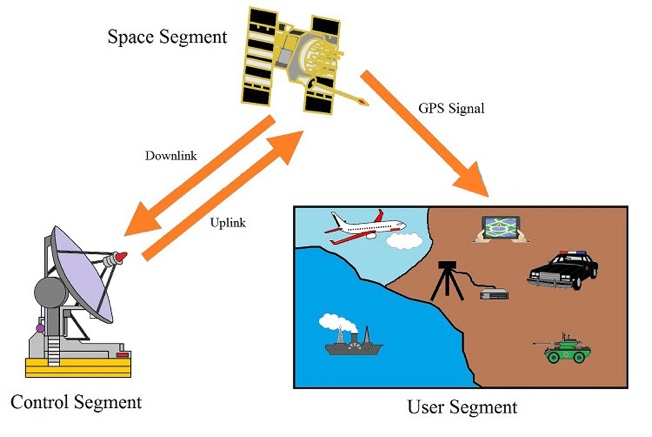 Space Segment
GPS Signal
Downlink
Uplink
Control Segment
User Segment